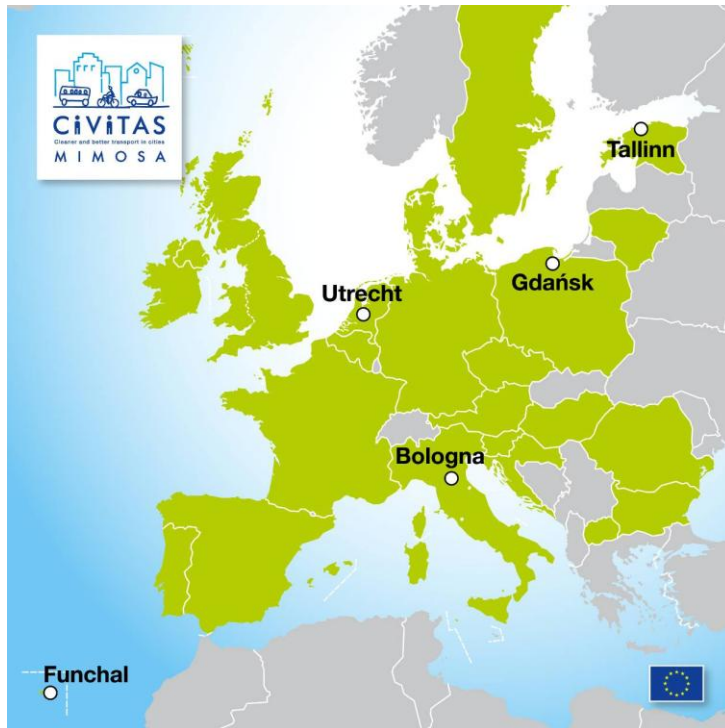 CiViTAS
Cleaner and better transport in cities
MIMOSA
Tallinn
Gdańsk
Utrecht
Bologna
Funchal